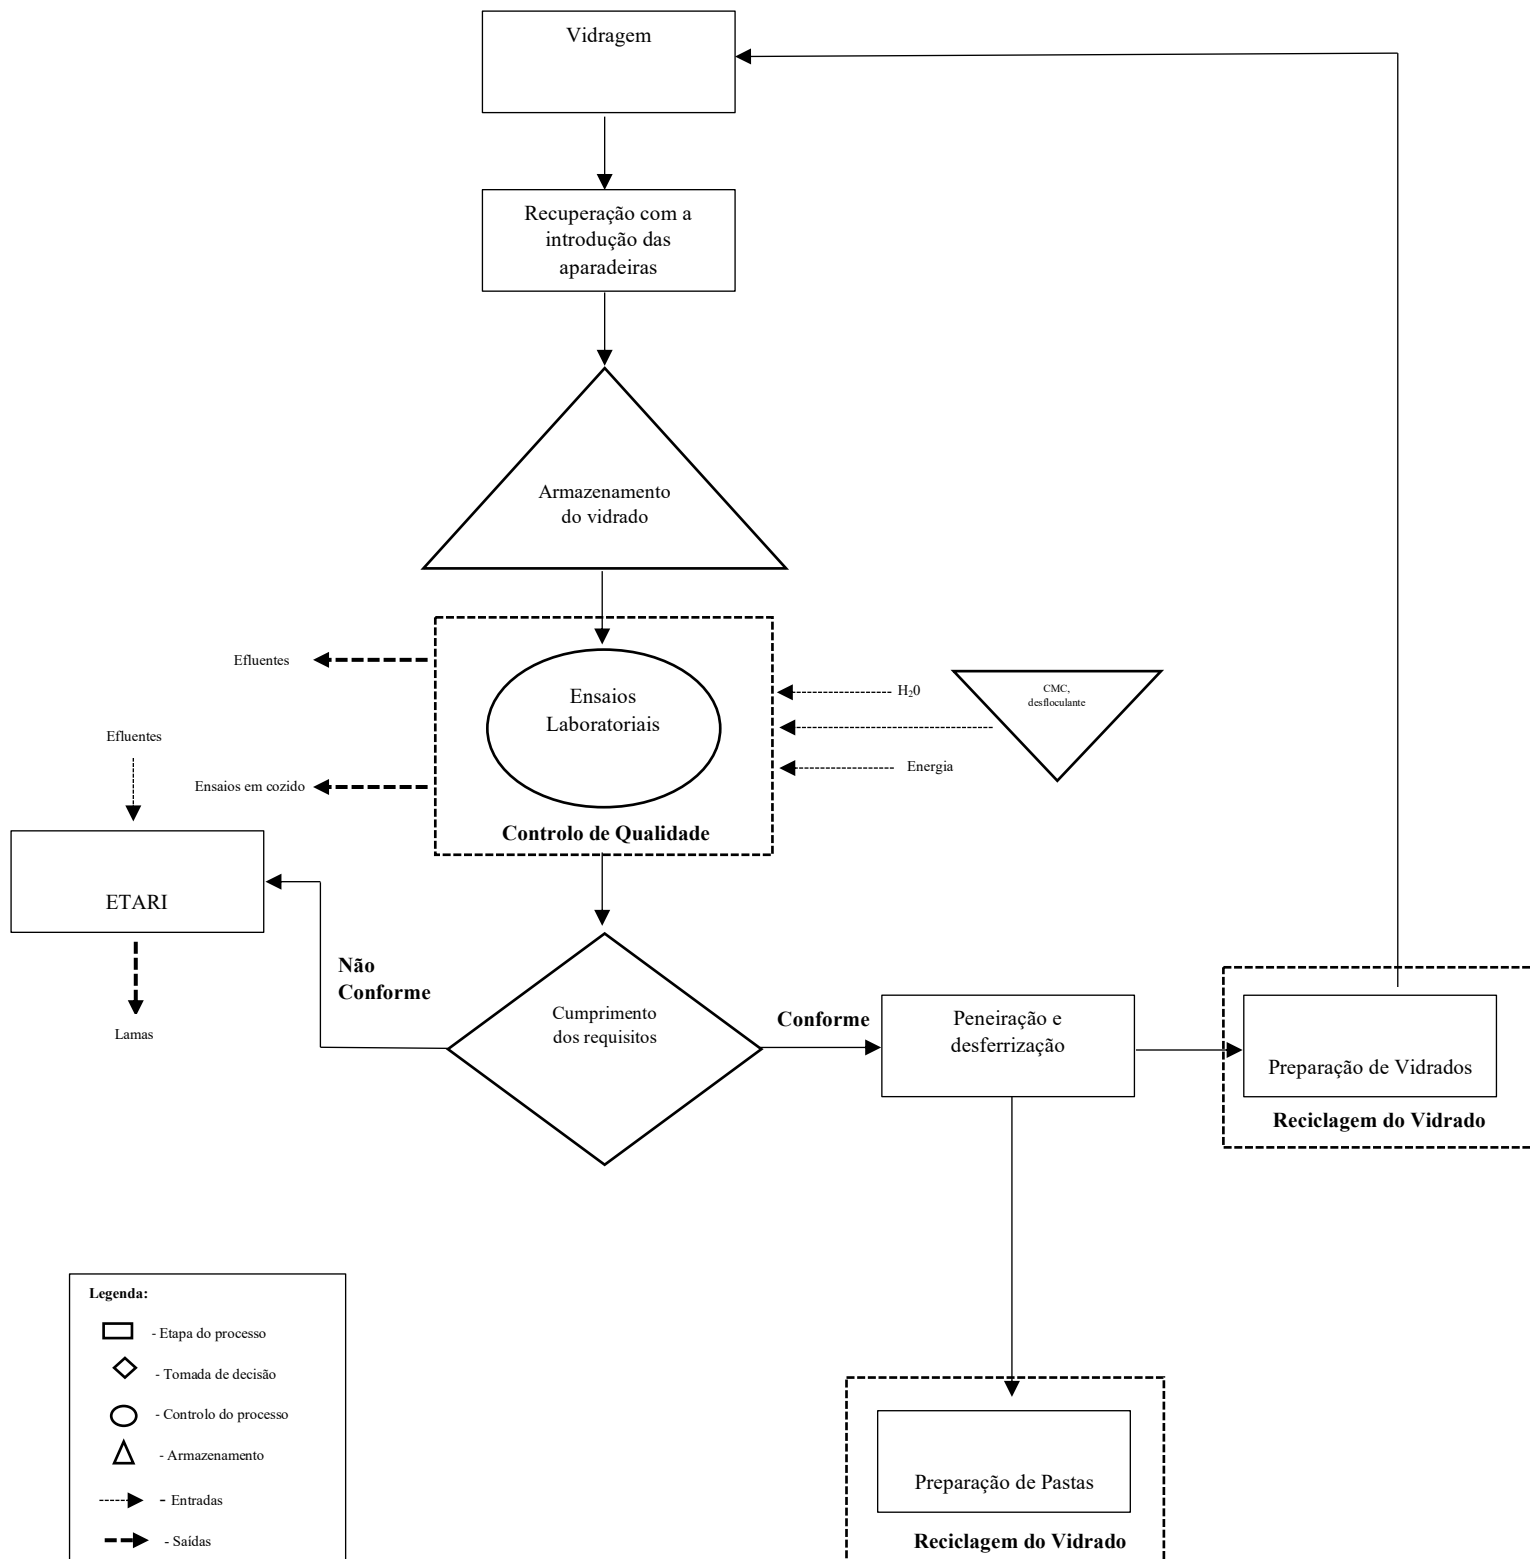 Vidragem
Recuperação com a
introdução das
aparadeiras
Armazenamento
do vidrado
Efluentes
Ensaios
Laboratoriais
H₂0
CMC,
desfloculante
Efluentes
Energia
Ensaios em cozido
Controlo de Qualidade
ETARI
Não
Conforme
Cumprimento
dos requisitos
Conforme
Peneiração e
desferrização
Lamas
Preparação de Vidrados
Reciclagem do Vidrado
Legenda:
- Etapa do processo
- Tomada de decisão
- Controlo do processo
- Armazenamento
- Entradas
- Saídas
Preparação de Pastas
Reciclagem do Vidrado